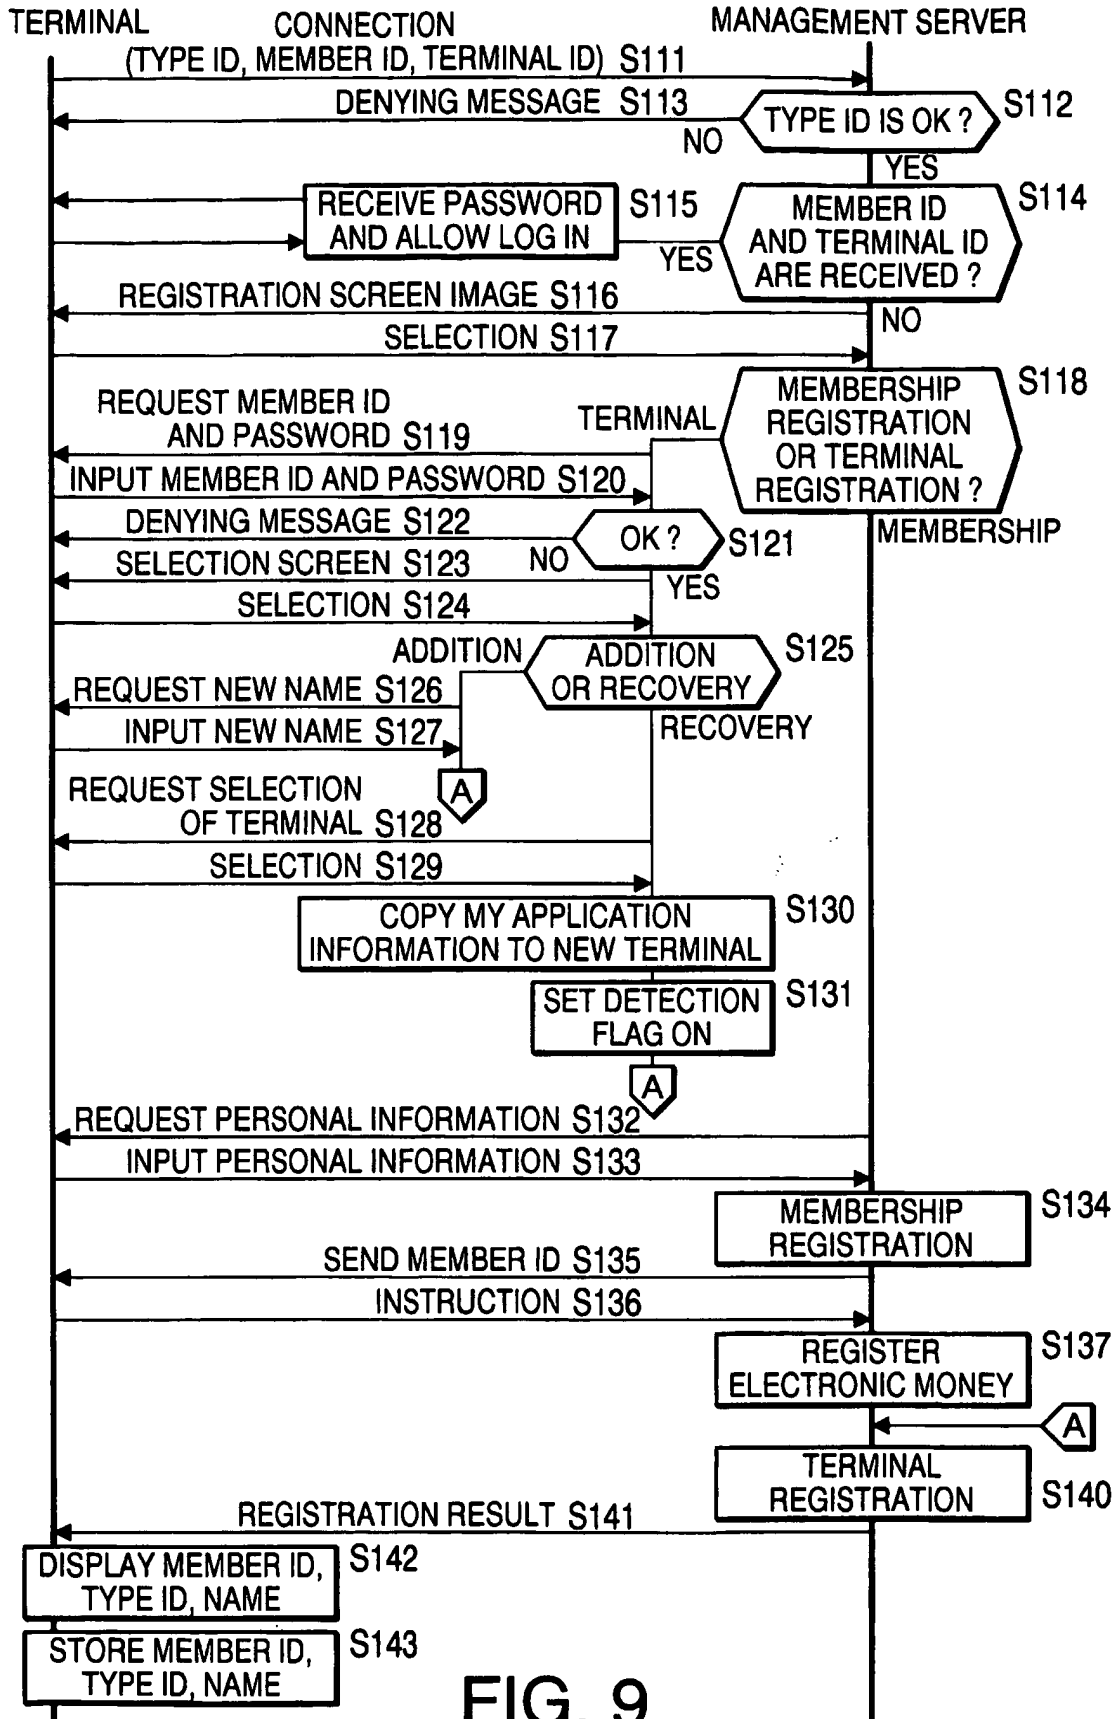 TERMINAL
CONNECTION
MANAGEMENT SERVER
(TYPE ID, MEMBER ID, TERMINAL ID) S111
DENYING MESSAGE S113
TYPE ID IS OK ?
S112
NO
YES
RECEIVE PASSWORD
AND ALLOW LOG IN
S115
MEMBER ID
AND TERMINAL ID
ARE RECEIVED ?
S114
YES
REGISTRATION SCREEN IMAGE S116
NO
SELECTION S117
MEMBERSHIP
REGISTRATION
OR TERMINAL
REGISTRATION ?
S118
TERMINAL
REQUEST MEMBER ID
AND PASSWORD S119
INPUT MEMBER ID AND PASSWORD S120
MEMBERSHIP
DENYING MESSAGE S122
OK ?
S121
NO
SELECTION SCREEN S123
YES
SELECTION S124
ADDITION
ADDITION
OR RECOVERY
S125
REQUEST NEW NAME S126
RECOVERY
INPUT NEW NAME S127
A
REQUEST SELECTION
OF TERMINAL S128
SELECTION S129
COPY MY APPLICATION
INFORMATION TO NEW TERMINAL
S130
SET DETECTION
FLAG ON
S131
A
REQUEST PERSONAL INFORMATION S132
INPUT PERSONAL INFORMATION S133
MEMBERSHIP
REGISTRATION
S134
SEND MEMBER ID S135
INSTRUCTION S136
REGISTER
ELECTRONIC MONEY
S137
A
TERMINAL
REGISTRATION
S140
REGISTRATION RESULT S141
DISPLAY MEMBER ID,
TYPE ID, NAME
S142
STORE MEMBER ID,
TYPE ID, NAME
S143
FIG. 9